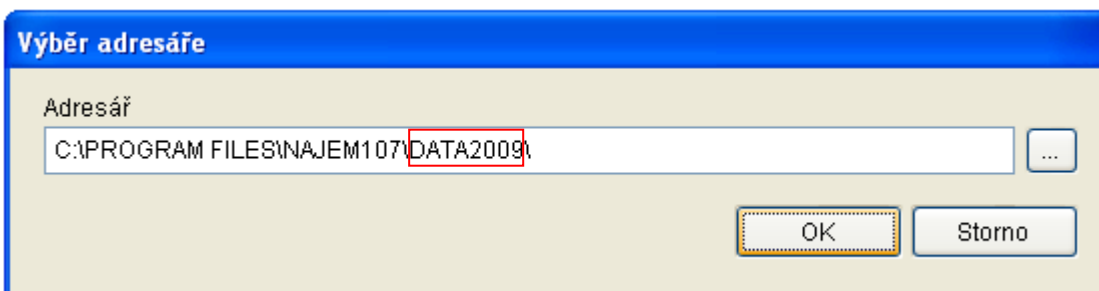 Výběr adresáře
Adresář
C:\PROGRAM FILES\NAJEM107\DATA2009\
...
OK Storno